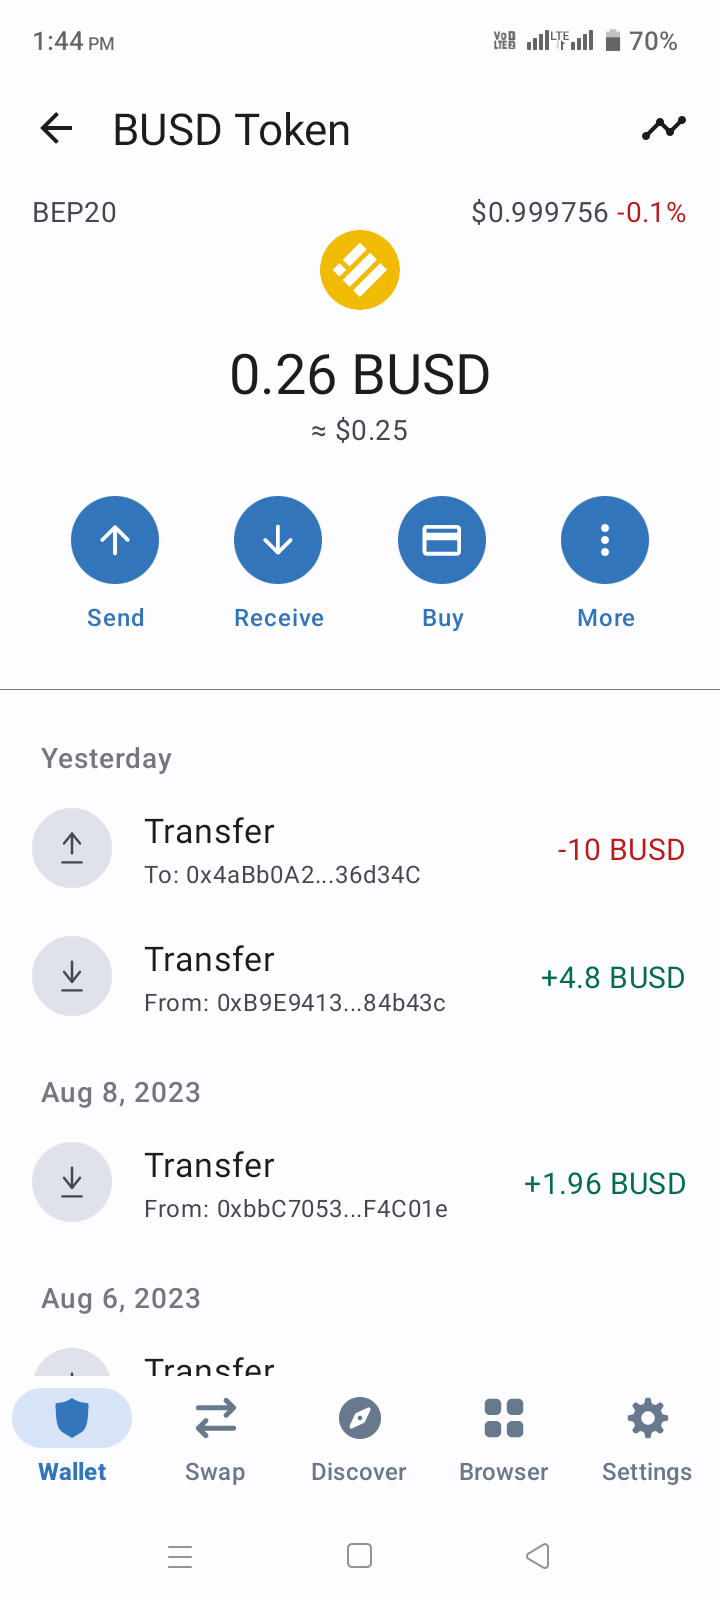 1:44 PM VoD LTE2 LTE 70%
BUSD Token
BEP20 $0.999756 -0.1%
0.26 BUSD
≈ $0.25
Send Receive Buy More
Yesterday
Transfer
-10 BUSD
To: 0x4aBb0A2...36d34C
Transfer
+4.8 BUSD
From: 0xB9E9413...84b43c
Aug 8, 2023
Transfer
+1.96 BUSD
From: 0xbbC7053...F4C01e
Aug 6, 2023
Transfer
Wallet Swap Discover Browser Settings